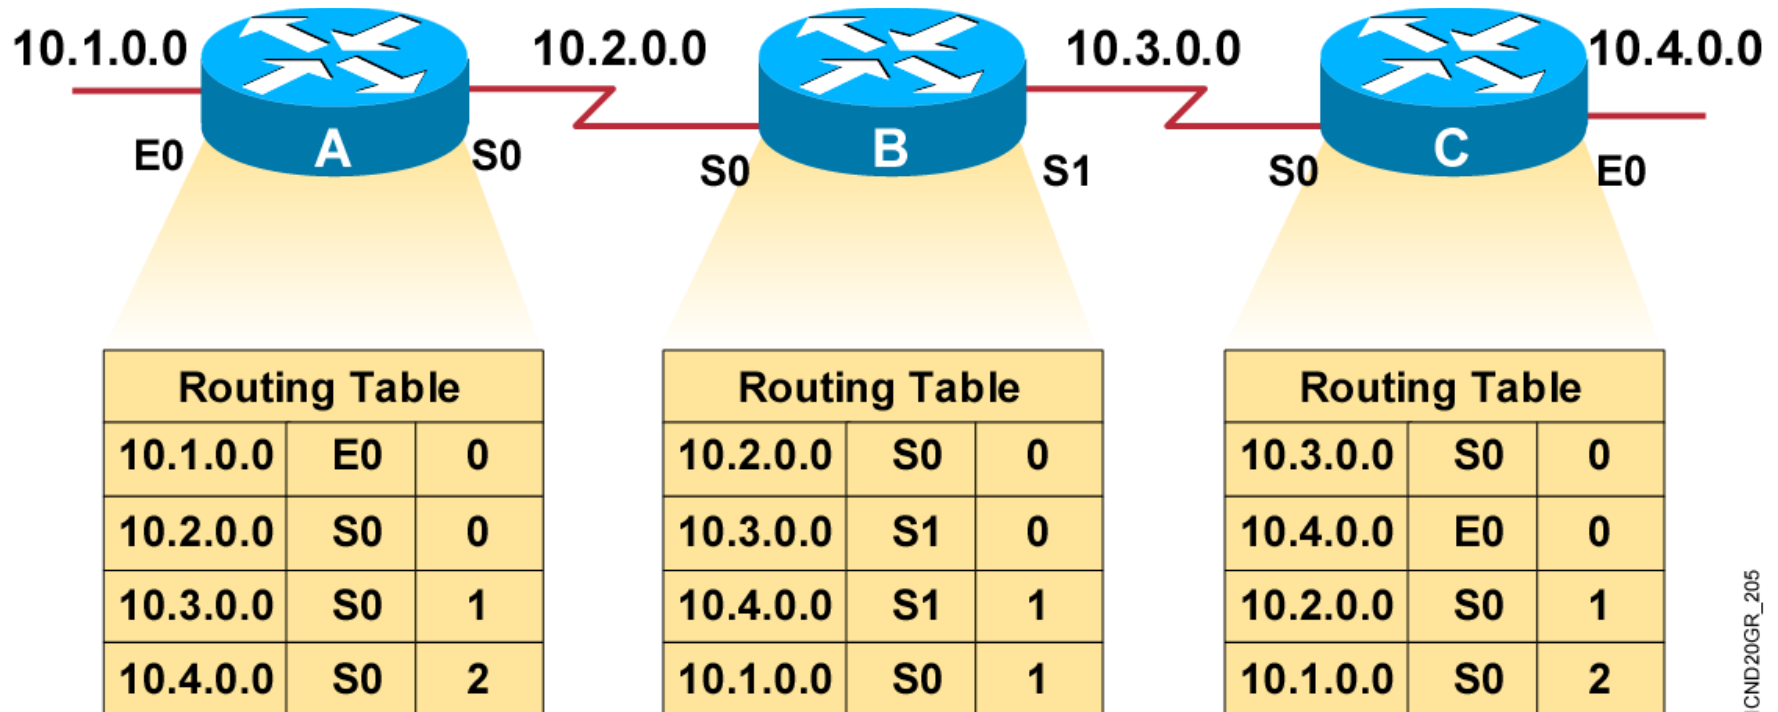 10.1.0.0 10.2.0.0 10.3.0.0 10.4.0.0
A B C
E0 S0 S0 S1 S0 E0
Routing Table
10.1.0.0 E0 0
10.2.0.0 S0 0
10.3.0.0 S0 1
10.4.0.0 S0 2
Routing Table
10.2.0.0 S0 0
10.3.0.0 S1 0
10.4.0.0 S1 1
10.1.0.0 S0 1
Routing Table
10.3.0.0 S0 0
10.4.0.0 E0 0
10.2.0.0 S0 1
10.1.0.0 S0 2
ICND20GR_205